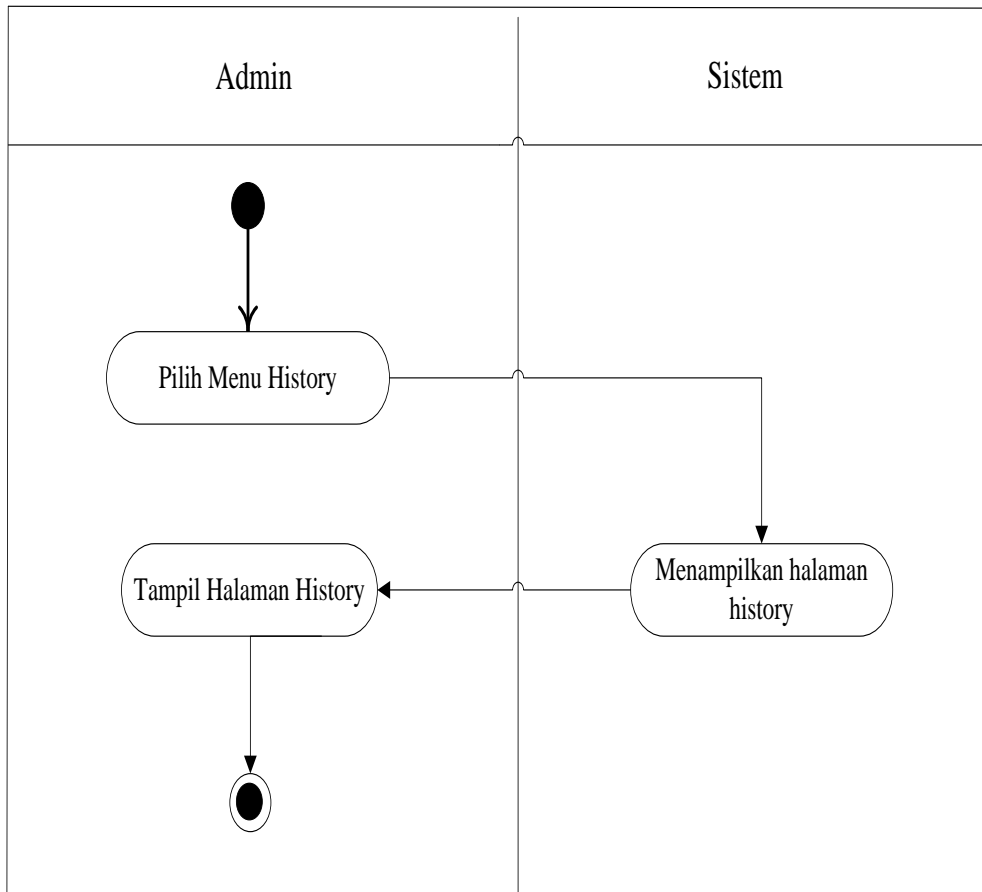 Admin
Sistem
Pilih Menu History
Tampil Halaman History
Menampilkan halaman
history